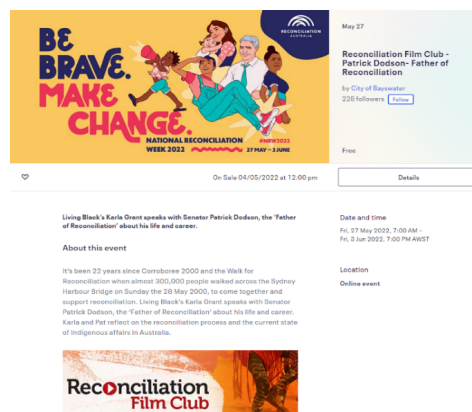 BE
BRAVE.
MAKE
CHANGE.
NATIONAL RECONCILIATION
WEEK 2022
#NRW2022
27 MAY – 3 JUNE
RECONCILIATION
AUSTRALIA
May 27
Reconciliation Film Club -
Patrick Dodson- Father of
Reconciliation
by City of Bayswater
228 followers Follow
Free
On Sale 04/05/2022 at 12:00 pm
Details
Living Black's Karla Grant speaks with Senator Patrick Dodson, the 'Father
of Reconciliation' about his life and career.
About this event
It's been 22 years since Corroboree 2000 and the Walk for
Reconciliation when almost 300,000 people walked across the Sydney
Harbour Bridge on Sunday the 28 May 2000, to come together and
support reconciliation. Living Black's Karla Grant speaks with Senator
Patrick Dodson, the 'Father of Reconciliation' about his life and career.
Karla and Pat reflect on the reconciliation process and the current state
of Indigenous affairs in Australia.
Date and time
Fri, 27 May 2022, 7:00 AM –
Fri, 3 Jun 2022, 7:00 PM AWST
Location
Online event
Reconciliation
Film Club